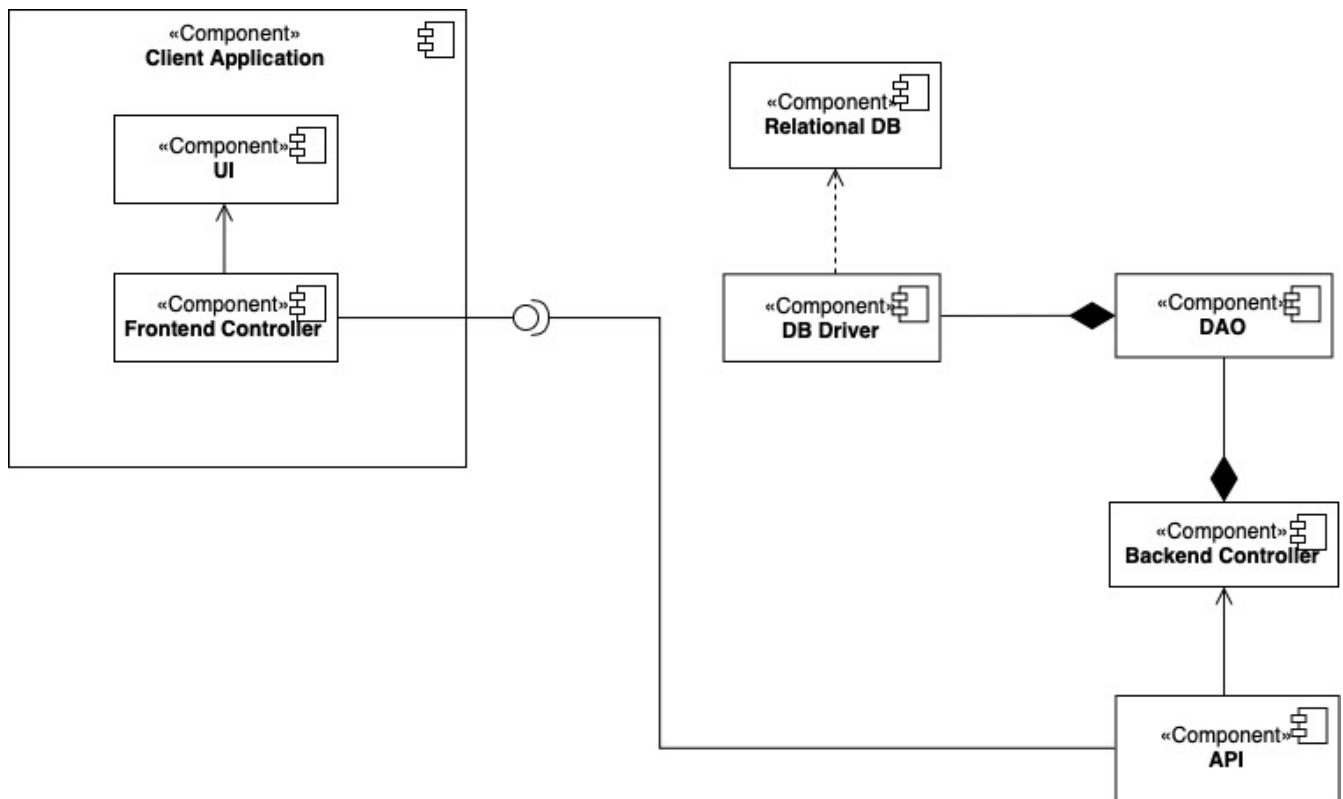 «Component»
Client Application
«Component»
UI
«Component»
Frontend Controller
«Component»
Relational DB
«Component»
DB Driver
«Component»
DAO
«Component»
Backend Controller
«Component»
API